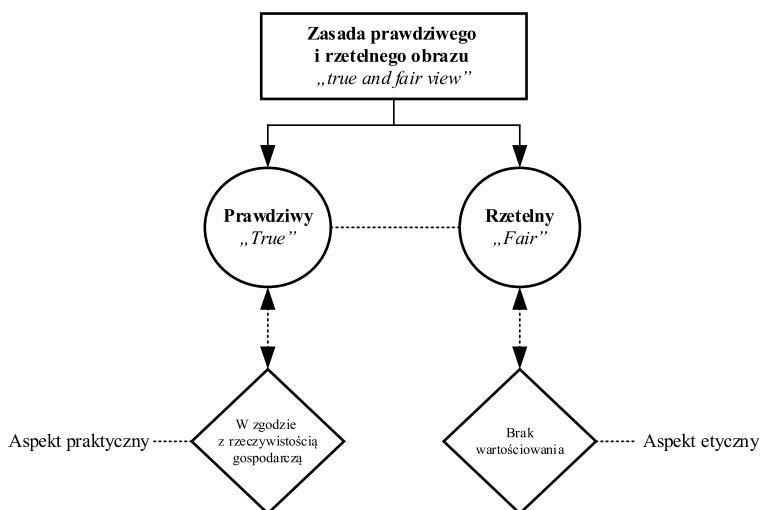 Zasada prawdziwego
i rzetelnego obrazu
„true and fair view”
Prawdziwy
„True”
Rzetelny
„Fair”
W zgodzie
z rzeczywistością
gospodarczą
Brak
wartościowania
Aspekt praktyczny
Aspekt etyczny